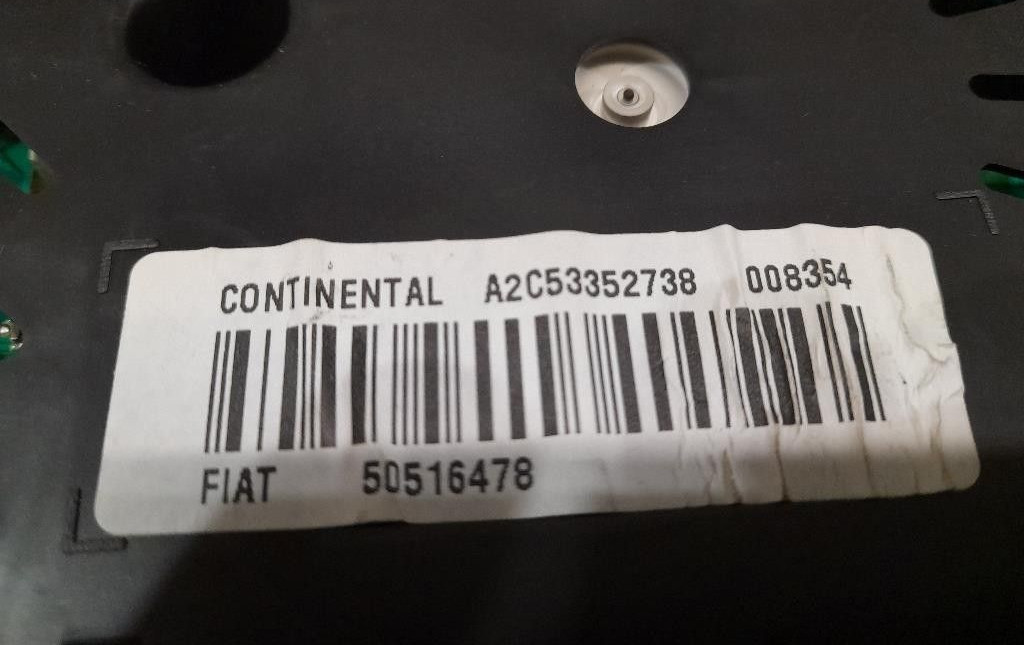 CONTINENTAL A2C53352738 008354
FIAT 50516478